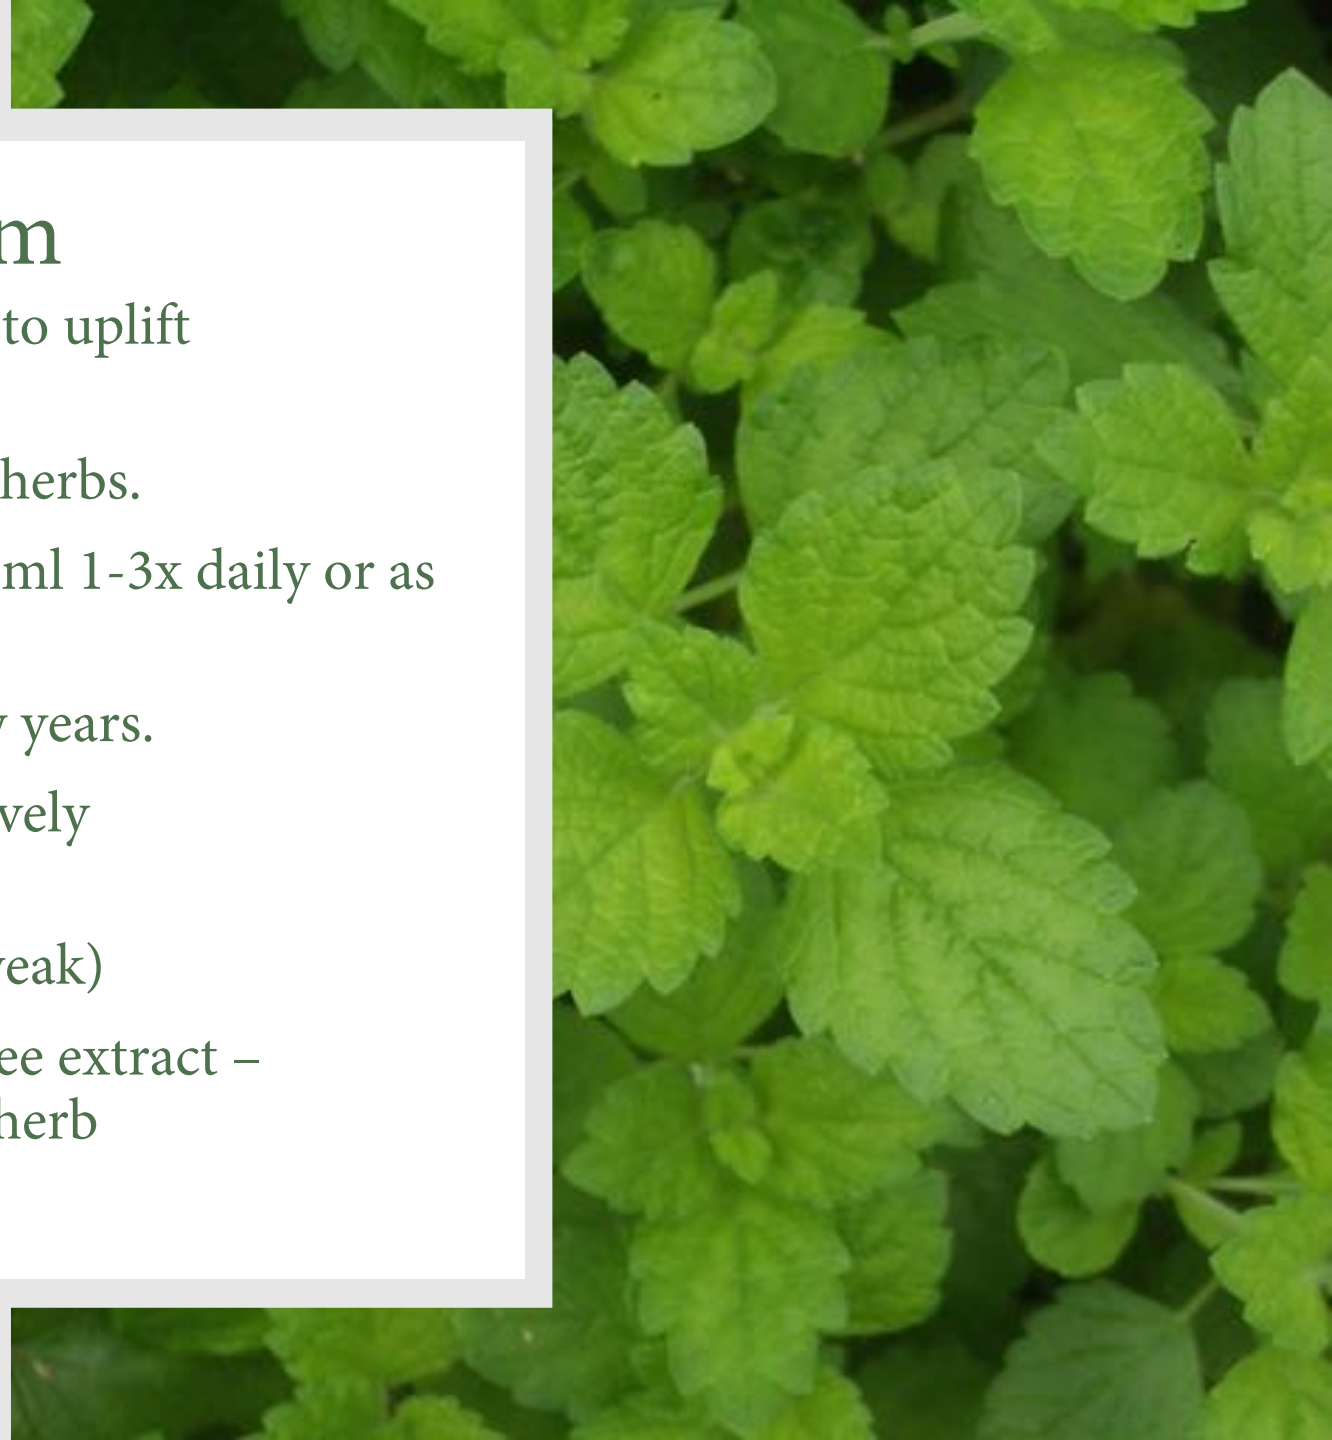 m
to uplift
herbs.
ml 1-3x daily or as
y years.
vely
eak)
ee extract –
herb